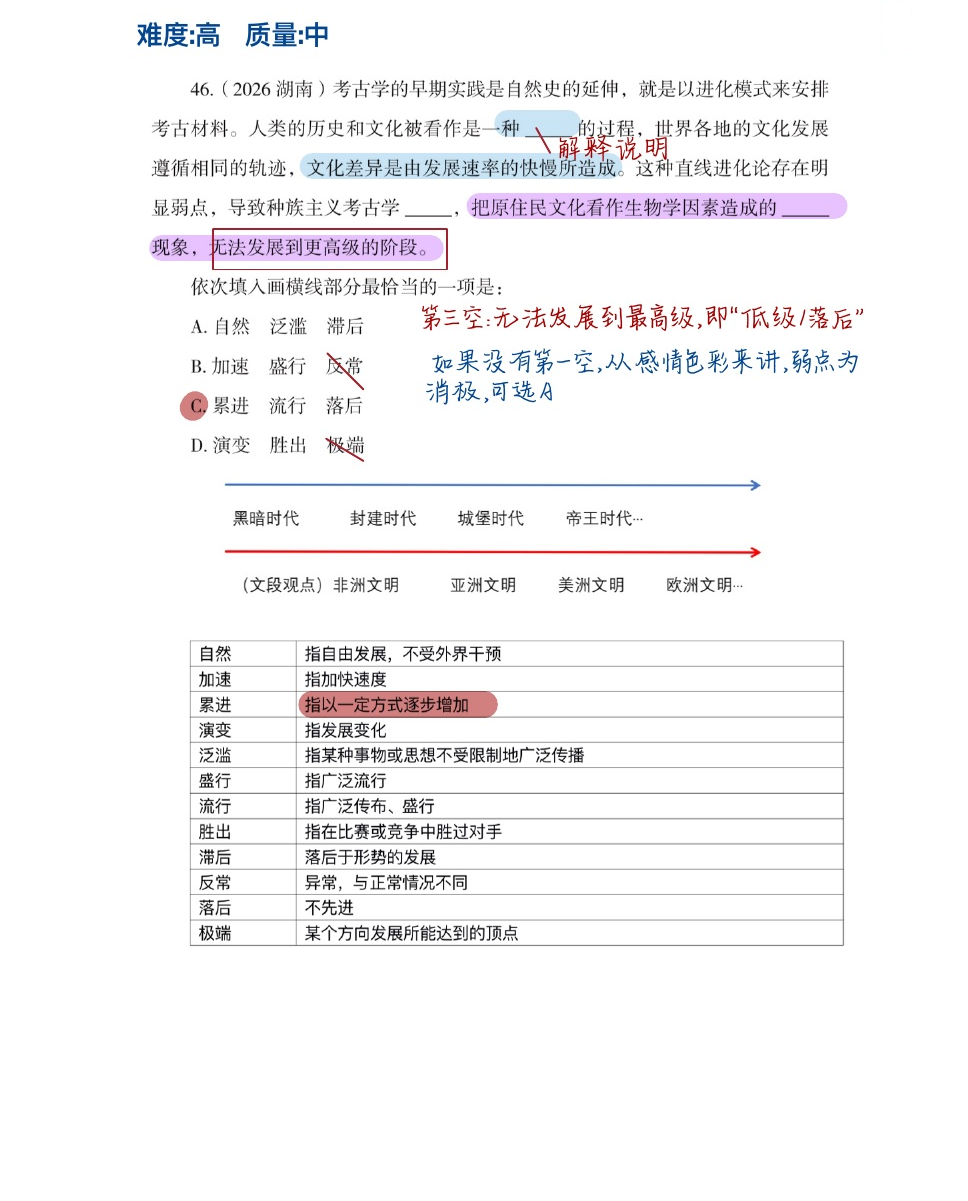 难度:高 质量:中
46.（2026 湖南）考古学的早期实践是自然史的延伸，就是以进化模式来安排
考古材料。人类的历史和文化被看作是一种 _____ 的过程，世界各地的文化发展
解释说明
遵循相同的轨迹，文化差异是由发展速率的快慢所造成。这种直线进化论存在明
显弱点，导致种族主义考古学 _____，把原住民文化看作生物学因素造成的 _____
现象，无法发展到更高级的阶段。
依次填入画横线部分最恰当的一项是：
A. 自然 泛滥 滞后
第三空:无法发展到最高级,即“低级/落后”
B. 加速 盛行 反常
如果没有第一空,从感情色彩来讲,弱点为
消极,可选A
C. 累进 流行 落后
D. 演变 胜出 极端
黑暗时代 封建时代 城堡时代 帝王时代…
（文段观点）非洲文明 亚洲文明 美洲文明 欧洲文明…
自然 指自由发展，不受外界干预
加速 指加快速度
累进 指以一定方式逐步增加
演变 指发展变化
泛滥 指某种事物或思想不受限制地广泛传播
盛行 指广泛流行
流行 指广泛传布、盛行
胜出 指在比赛或竞争中胜过对手
滞后 落后于形势的发展
反常 异常，与正常情况不同
落后 不先进
极端 某个方向发展所能达到的顶点